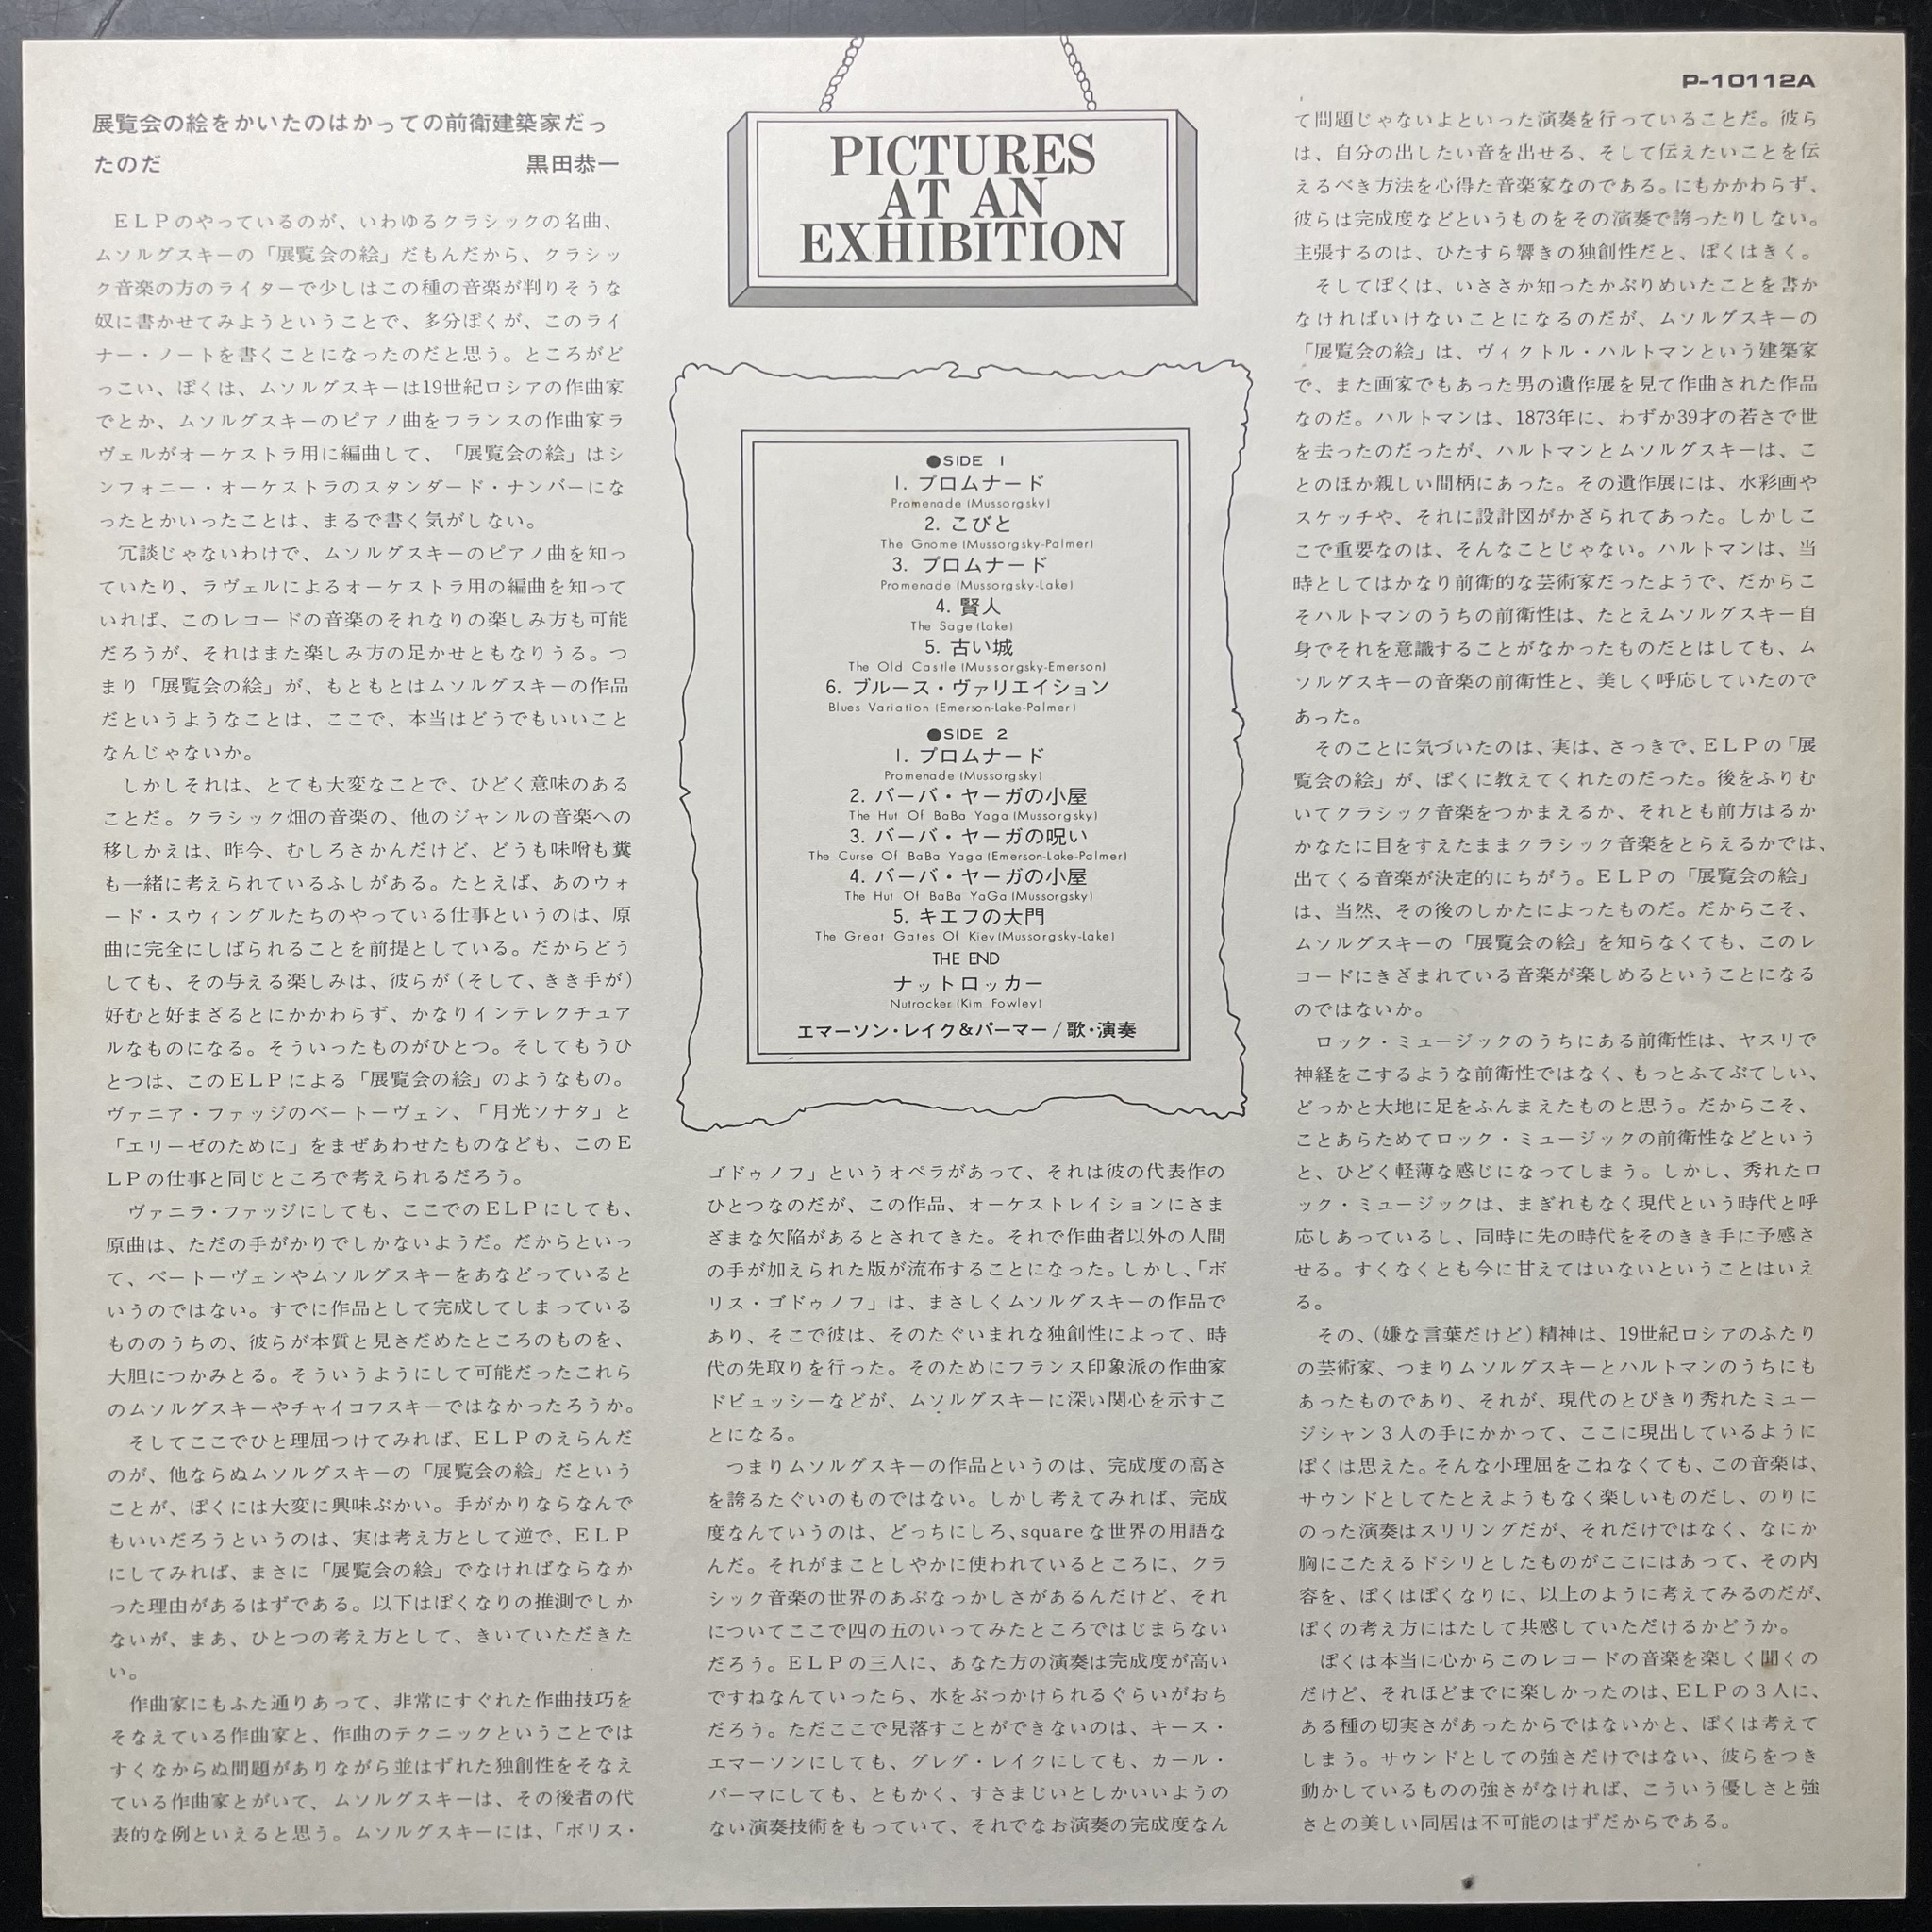 P-10112A
展覧会の絵をかいたのはかっての前衛建築家だっ
たのだ 黒田恭一
ELPのやっているのが、いわゆるクラシックの名曲、
ムソルグスキーの「展覧会の絵」だもんだから、クラシッ
ク音楽の方のライターで少しはこの種の音楽が判りそうな
奴に書かせてみようということで、多分ぼくが、このライ
ナー・ノートを書くことになったのだと思う。ところがど
っこい、ぼくは、ムソルグスキーは19世紀ロシアの作曲家
でとか、ムソルグスキーのピアノ曲をフランスの作曲家ラ
ヴェルがオーケストラ用に編曲して、「展覧会の絵」はシ
ンフォニー・オーケストラのスタンダード・ナンバーにな
ったとかいったことは、まるで書く気がしない。
冗談じゃないわけで、ムソルグスキーのピアノ曲を知っ
ていたり、ラヴェルによるオーケストラ用の編曲を知って
いれば、このレコードの音楽のそれなりの楽しみ方も可能
だろうが、それはまた楽しみ方の足かせともなりうる。つ
まり「展覧会の絵」が、もともとはムソルグスキーの作品
だというようなことは、ここで、本当はどうでもいいこと
なんじゃないか。
しかしそれは、とても大変なことで、ひどく意味のある
ことだ。クラシック畑の音楽の、他のジャンルの音楽への
移しかえは、昨今、むしろさかんだけど、どうも味噌も糞
も一緒に考えられているふしがある。たとえば、あのウォ
ード・スウィングルたちのやっている仕事というのは、原
曲に完全にしばられることを前提としている。だからどう
しても、その与える楽しみは、彼らが(そして、きき手が)
好むと好まざるとにかかわらず、かなりインテレクチュア
ルなものになる。そういったものがひとつ。そしてもうひ
とつは、このELPによる「展覧会の絵」のようなもの。
ヴァニア・ファッジのベートーヴェン、「月光ソナタ」と
「エリーゼのために」をまぜあわせたものなども、このE
LPの仕事と同じところで考えられるだろう。
ヴァニラ・ファッジにしても、ここでのELPにしても、
原曲は、ただの手がかりでしかないようだ。だからといっ
て、ベートーヴェンやムソルグスキーをあなどっていると
いうのではない。すでに作品として完成してしまっている
もののうちの、彼らが本質と見さだめたところのものを、
大胆につかみとる。そういうようにして可能だったこれら
のムソルグスキーやチャイコフスキーではなかったろうか。
そしてここでひと理屈つけてみれば、ELPのえらんだ
のが、他ならぬムソルグスキーの「展覧会の絵」だという
ことが、ぼくには大変に興味ぶかい。手がかりならなんで
もいいだろうというのは、実は考え方として逆で、ELP
にしてみれば、まさに「展覧会の絵」でなければならなか
った理由があるはずである。以下はぼくなりの推測でしか
ないが、まあ、ひとつの考え方として、きいていただきた
い。
作曲家にもふた通りあって、非常にすぐれた作曲技巧を
そなえている作曲家と、作曲のテクニックということでは
すくなからぬ問題がありながら並はずれた独創性をそなえ
ている作曲家とがいて、ムソルグスキーは、その後者の代
表的な例といえると思う。ムソルグスキーには、「ボリス・
PICTURES
AT AN
EXHIBITION
●SIDE 1
1. プロムナード
Promenade (Mussorgsky)
2. こびと
The Gnome (Mussorgsky-Palmer)
3. プロムナード
Promenade (Mussorgsky-Lake)
4. 賢人
The Sage (Lake)
5. 古い城
The Old Castle (Mussorgsky-Emerson)
6. ブルース・ヴァリエイション
Blues Variation (Emerson-Lake-Palmer)
●SIDE 2
1. プロムナード
Promenade (Mussorgsky)
2. バーバ・ヤーガの小屋
The Hut Of BaBa Yaga (Mussorgsky)
3. バーバ・ヤーガの呪い
The Curse Of BaBa Yaga (Emerson-Lake-Palmer)
4. バーバ・ヤーガの小屋
The Hut Of BaBa YaGa (Mussorgsky)
5. キエフの大門
The Great Gates Of Kiev (Mussorgsky-Lake)
THE END
ナットロッカー
Nutrocker (Kim Fowley)
エマーソン・レイク&パーマー/歌・演奏
ゴドゥノフ」というオペラがあって、それは彼の代表作の
ひとつなのだが、この作品、オーケストレイションにさま
ざまな欠陥があるとされてきた。それで作曲者以外の人間
の手が加えられた版が流布することになった。しかし、「ボ
リス・ゴドゥノフ」は、まさしくムソルグスキーの作品で
あり、そこで彼は、そのたぐいまれな独創性によって、時
代の先取りを行った。そのためにフランス印象派の作曲家
ドビュッシーなどが、ムソルグスキーに深い関心を示すこ
とになる。
つまりムソルグスキーの作品というのは、完成度の高さ
を誇るたぐいのものではない。しかし考えてみれば、完成
度なんていうのは、どっちにしろ、squareな世界の用語な
んだ。それがまことしやかに使われているところに、クラ
シック音楽の世界のあぶなっかしさがあるんだけど、それ
についてここで四の五のいってみたところではじまらない
だろう。ELPの三人に、あなた方の演奏は完成度が高い
ですねなんていったら、水をぶっかけられるぐらいがおち
だろう。ただここで見落すことができないのは、キース・
エマーソンにしても、グレグ・レイクにしても、カール・
パーマにしても、ともかく、すさまじいとしかいいようの
ない演奏技術をもっていて、それでなお演奏の完成度なん
て問題じゃないよといった演奏を行っていることだ。彼ら
は、自分の出したい音を出せる、そして伝えたいことを伝
えるべき方法を心得た音楽家なのである。にもかかわらず、
彼らは完成度などというものをその演奏で誇ったりしない。
主張するのは、ひたすら響きの独創性だと、ぼくはきく。
そしてぼくは、いささか知ったかぶりめいたことを書か
なければいけないことになるのだが、ムソルグスキーの
「展覧会の絵」は、ヴィクトル・ハルトマンという建築家
で、また画家でもあった男の遺作展を見て作曲された作品
なのだ。ハルトマンは、1873年に、わずか39才の若さで世
を去ったのだったが、ハルトマンとムソルグスキーは、こ
とのほか親しい間柄にあった。その遺作展には、水彩画や
スケッチや、それに設計図がかざられてあった。しかしこ
こで重要なのは、そんなことじゃない。ハルトマンは、当
時としてはかなり前衛的な芸術家だったようで、だからこ
そハルトマンのうちの前衛性は、たとえムソルグスキー自
身でそれを意識することがなかったものだとはしても、ム
ソルグスキーの音楽の前衛性と、美しく呼応していたので
あった。
そのことに気づいたのは、実は、さっきで、ELPの「展
覧会の絵」が、ぼくに教えてくれたのだった。後をふりむ
いてクラシック音楽をつかまえるか、それとも前方はるか
かなたに目をすえたままクラシック音楽をとらえるかでは、
出てくる音楽が決定的にちがう。ELPの「展覧会の絵」
は、当然、その後のしかたによったものだ。だからこそ、
ムソルグスキーの「展覧会の絵」を知らなくても、このレ
コードにきざまれている音楽が楽しめるということになる
のではないか。
ロック・ミュージックのうちにある前衛性は、ヤスリで
神経をこするような前衛性ではなく、もっとふてぶてしい、
どっかと大地に足をふんまえたものと思う。だからこそ、
ことあらためてロック・ミュージックの前衛性などという
と、ひどく軽薄な感じになってしまう。しかし、秀れたロ
ック・ミュージックは、まぎれもなく現代という時代と呼
応しあっているし、同時に先の時代をそのきき手に予感さ
せる。すくなくとも今に甘えてはいないということはいえ
る。
その、(嫌な言葉だけど)精神は、19世紀ロシアのふたり
の芸術家、つまりムソルグスキーとハルトマンのうちにも
あったものであり、それが、現代のとびきり秀れたミュー
ジシャン3人の手にかかって、ここに現出しているように
ぼくは思えた。そんな小理屈をこねなくても、この音楽は、
サウンドとしてたとえようもなく楽しいものだし、のりに
のった演奏はスリリングだが、それだけではなく、なにか
胸にこたえるドシリとしたものがここにはあって、その内
容を、ぼくはぼくなりに、以上のように考えてみるのだが、
ぼくの考え方にはたして共感していただけるかどうか。
ぼくは本当に心からこのレコードの音楽を楽しく聞くの
だけど、それほどまでに楽しかったのは、ELPの3人に、
ある種の切実さがあったからではないかと、ぼくは考えて
しまう。サウンドとしての強さだけではない、彼らをつき
動かしているものの強さがなければ、こういう優しさと強
さとの美しい同居は不可能のはずだからである。